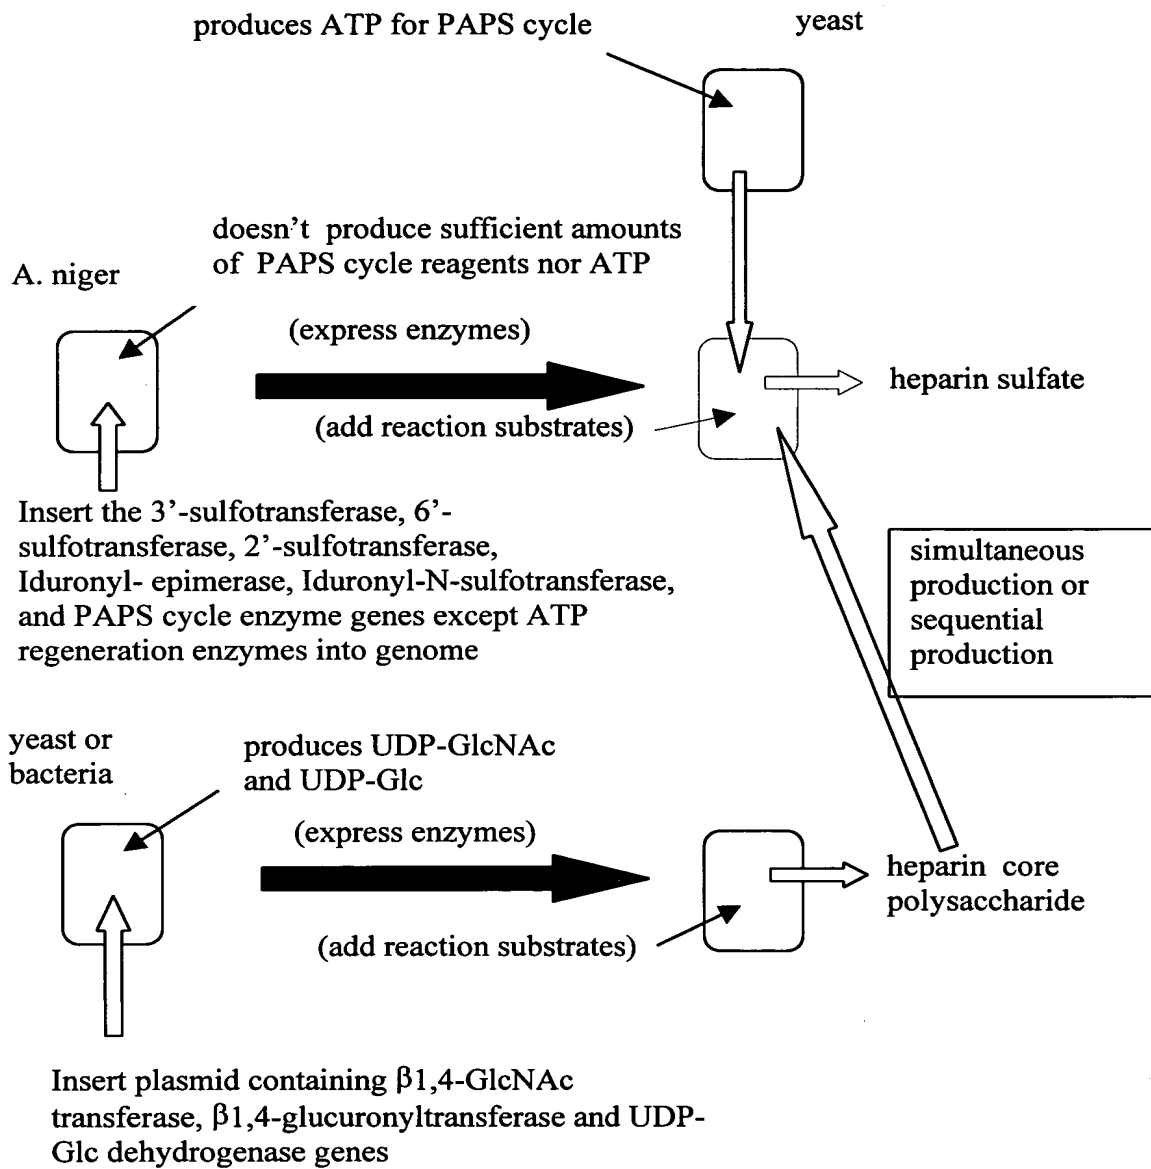 produces ATP for PAPS cycle
yeast
doesn't produce sufficient amounts
of PAPS cycle reagents nor ATP
A. niger
(express enzymes)
heparin sulfate
(add reaction substrates)
Insert the 3’-sulfotransferase, 6’-
sulfotransferase, 2’-sulfotransferase,
Iduronyl- epimerase, Iduronyl-N-sulfotransferase,
and PAPS cycle enzyme genes except ATP
regeneration enzymes into genome
simultaneous
production or
sequential
production
yeast or
bacteria
produces UDP-GlcNAc
and UDP-Glc
(express enzymes)
heparin core
polysaccharide
(add reaction substrates)
Insert plasmid containing β1,4-GlcNAc
transferase, β1,4-glucuronyltransferase and UDP-
Glc dehydrogenase genes